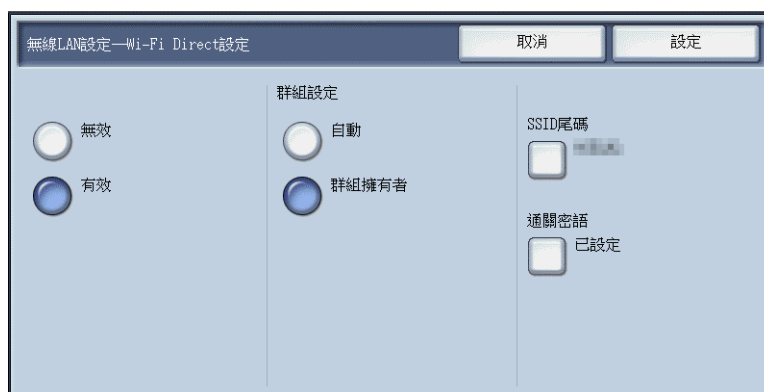 無線LAN設定—Wi-Fi Direct設定
取消
設定
無效
有效
群組設定
自動
群組擁有者
SSID尾碼
通關密語
已設定